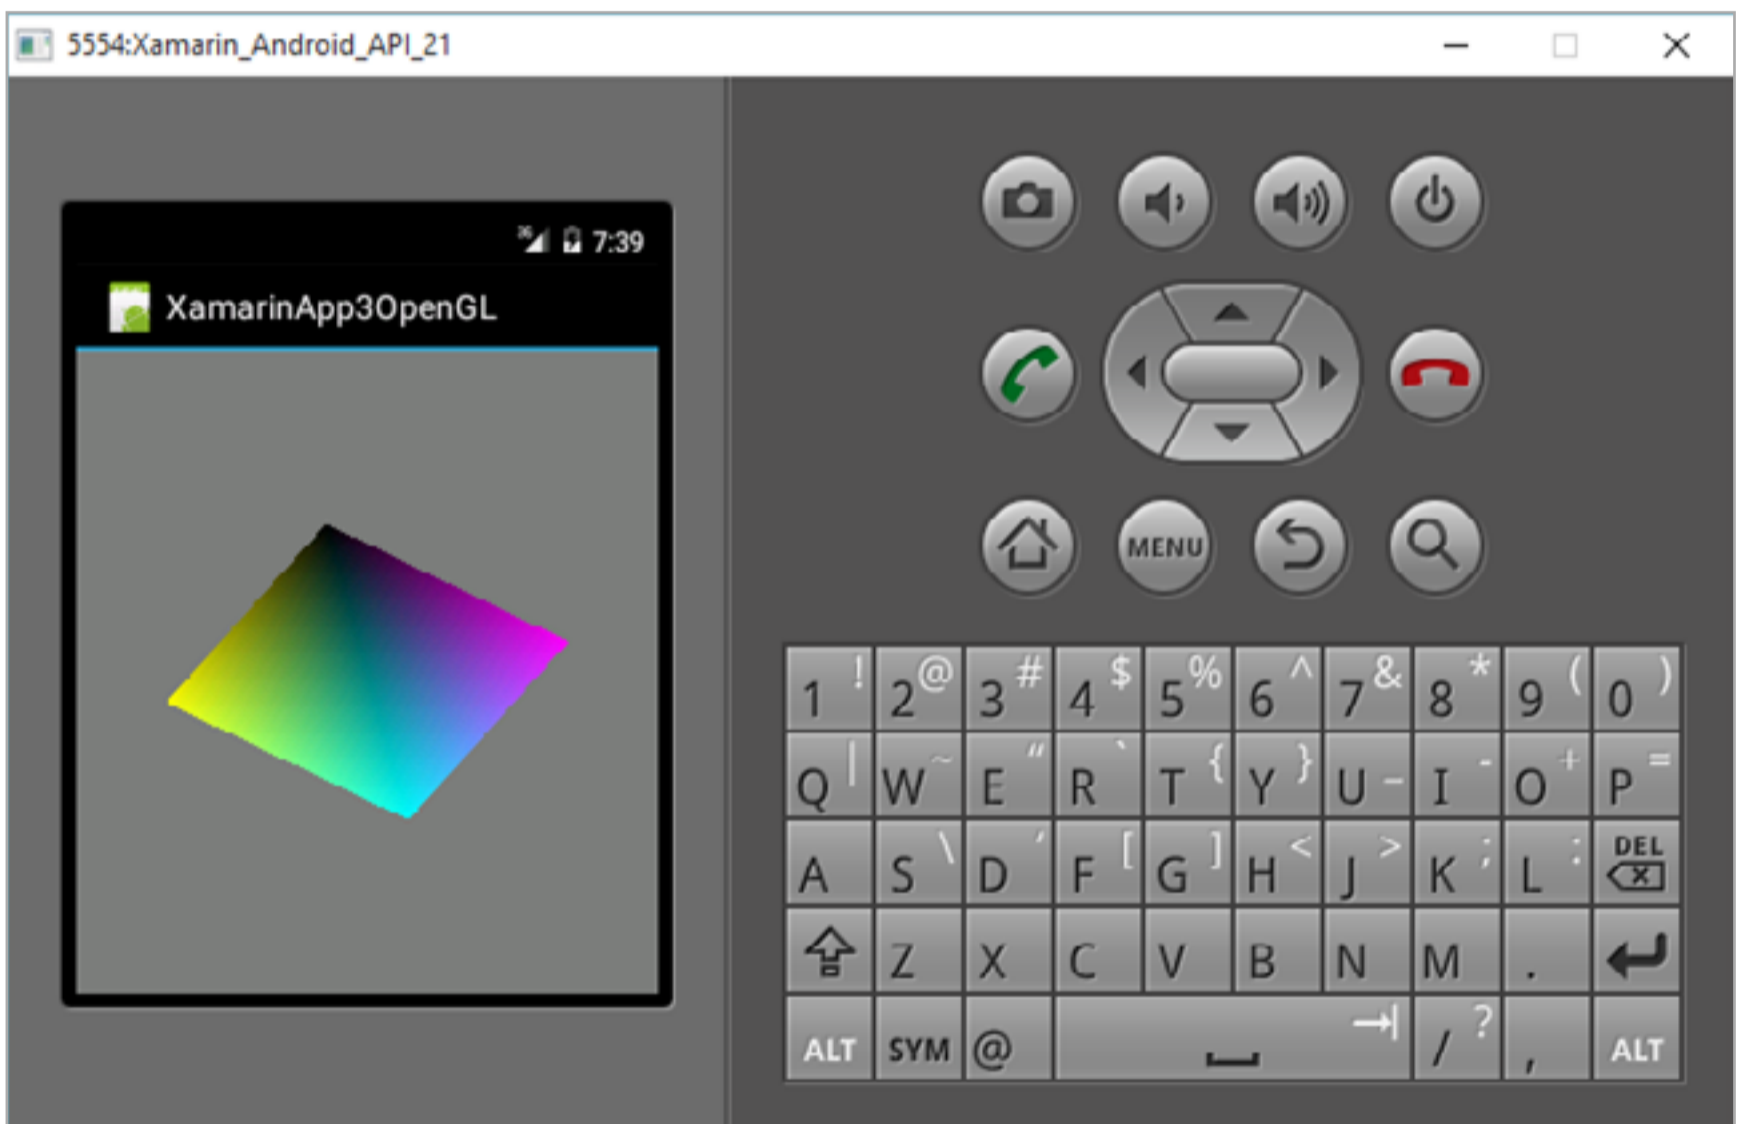 5554:Xamarin_Android_API_21
3G 7:39
XamarinApp3OpenGL
MENU
1 ! 2 @ 3 # 4 $ 5 % 6 ^ 7 & 8 * 9 ( 0 )
Q | W ~ E “ R ` T { Y } U _ I - O + P =
A S \ D ‘ F [ G ] H < J > K ; L : DEL
Z X C V B N M .
ALT SYM @ / ? , ALT